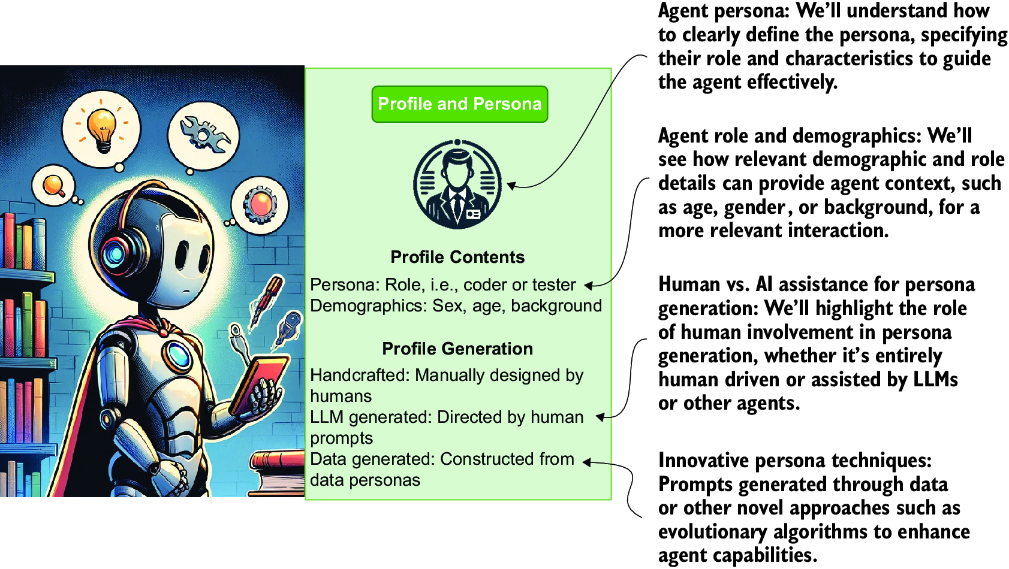 Profile and Persona
Profile Contents
Persona: Role, i.e., coder or tester
Demographics: Sex, age, background
Profile Generation
Handcrafted: Manually designed by
humans
LLM generated: Directed by human
prompts
Data generated: Constructed from
data personas
Agent persona: We’ll understand how
to clearly define the persona, specifying
their role and characteristics to guide
the agent effectively.
Agent role and demographics: We’ll
see how relevant demographic and role
details can provide agent context, such
as age, gender, or background, for a
more relevant interaction.
Human vs. AI assistance for persona
generation: We’ll highlight the role
of human involvement in persona
generation, whether it’s entirely
human driven or assisted by LLMs
or other agents.
Innovative persona techniques:
Prompts generated through data
or other novel approaches such as
evolutionary algorithms to enhance
agent capabilities.